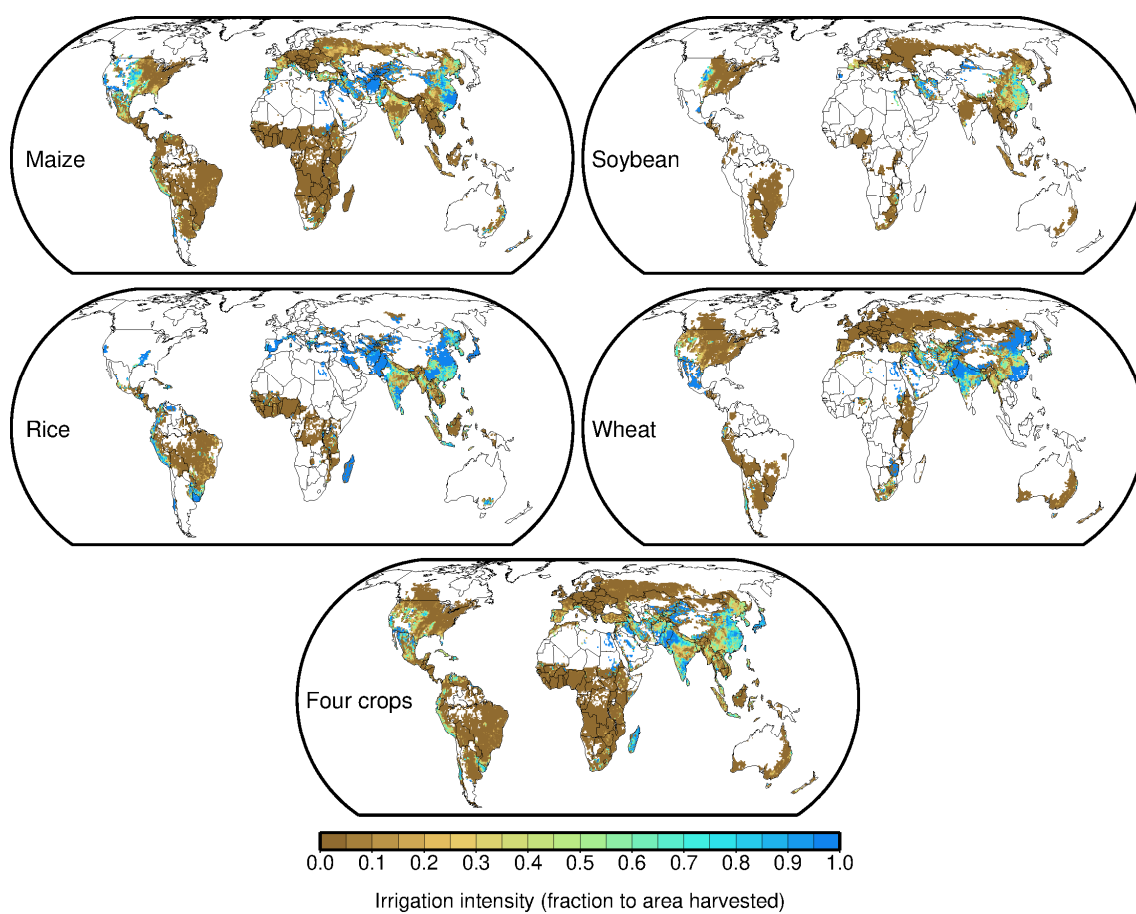 Maize
Soybean
Rice
Wheat
Four crops
0.0 0.1 0.2 0.3 0.4 0.5 0.6 0.7 0.8 0.9 1.0
Irrigation intensity (fraction to area harvested)